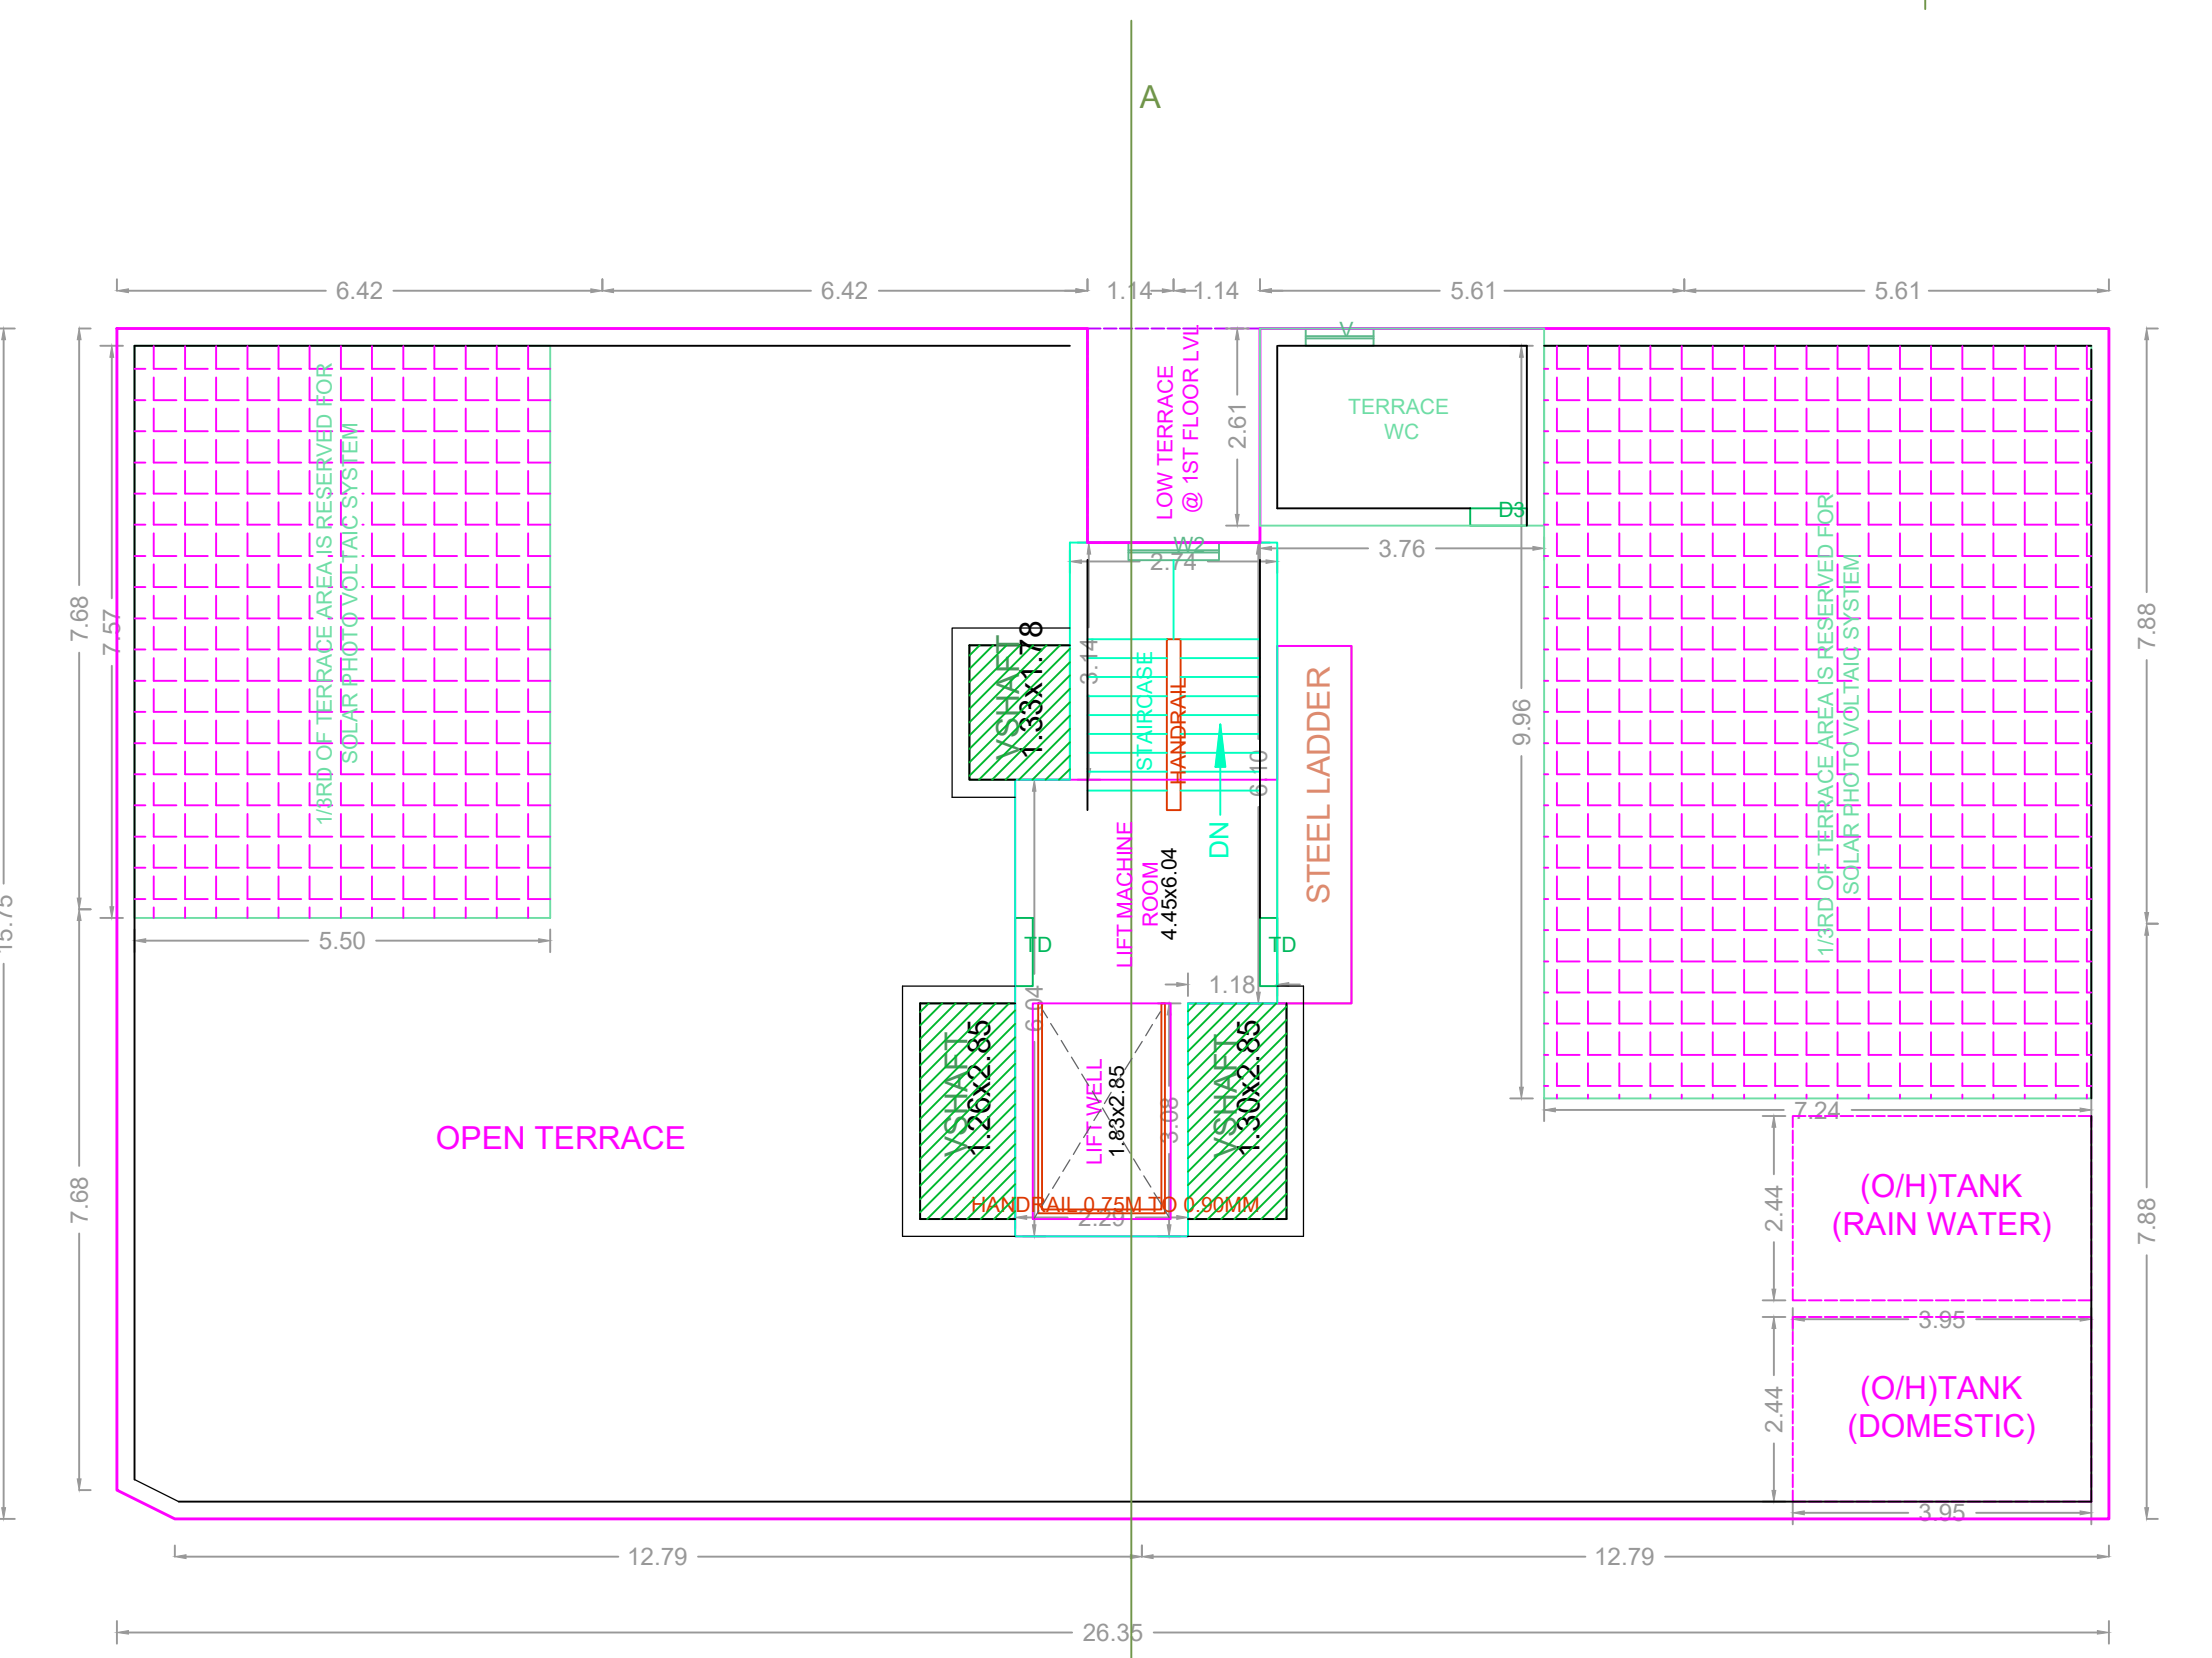 A
6.42
6.42
1.14
1.14
5.61
5.61
V
LOW TERRACE
@ 1ST FLOOR LVL
2.61
TERRACE
WC
D3
W2
2.74
3.76
7.68
7.57
15.75
1/3RD OF TERRACE AREA IS RESERVED FOR
SOLAR PHOTO VOLTAIC SYSTEM
1/3RD OF TERRACE AREA IS RESERVED FOR
SOLAR PHOTO VOLTAIC SYSTEM
7.88
VSHAFT
1.33x1.78
3.14
STAIRCASE
HANDRAIL
6.10
STEEL LADDER
9.96
DN
LIFT MACHINE
ROOM
4.45x6.04
5.50
TD
TD
1.18
6.04
VSHAFT
1.26x2.85
LIFT WELL
1.83x2.85
3.08
VSHAFT
1.30x2.85
HANDRAIL 0.75M TO 0.90MM
2.29
OPEN TERRACE
7.24
7.68
2.44
(O/H)TANK
(RAIN WATER)
7.88
3.95
2.44
(O/H)TANK
(DOMESTIC)
3.95
12.79
12.79
26.35